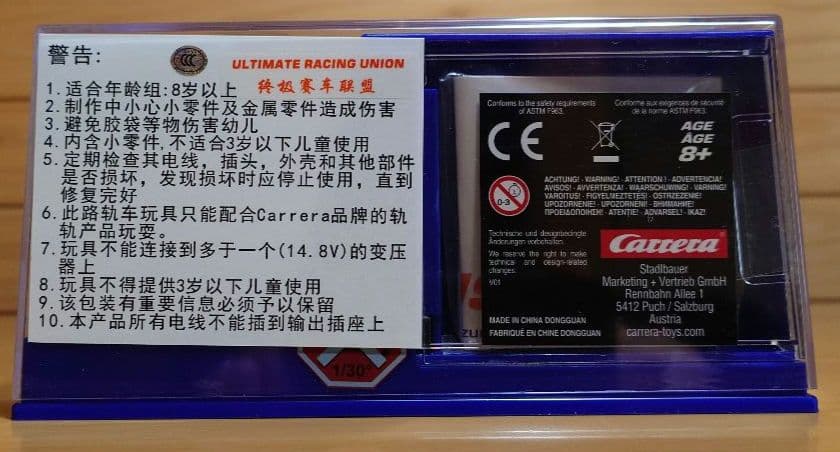 警告:
CCC
ULTIMATE RACING UNION
终极赛车联盟
1. 适合年龄组:8岁以上
2. 制作中小心小零件及金属零件造成伤害
3. 避免胶袋等物伤害幼儿
4. 内含小零件,不适合3岁以下儿童使用
5. 定期检查其电线，插头，外壳和其他部件
是否损坏，发现损坏时应停止使用，直到
修复完好
6. 此路轨车玩具只能配合Carrera品牌的轨
轨产品玩耍。
7. 玩具不能连接到多于一个(14.8V)的变压
器上
8. 玩具不得提供3岁以下儿童使用
9. 该包装有重要信息必须予以保留
10. 本产品所有电线不能插到输出插座上
1/30°
Conforms to the safety requirements
of ASTM F963.
Conforme aux exigences de sécurité
de la norme ASTM F963.
CE
AGE
ÂGE
8+
0-3
ACHTUNG! · WARNING! · ATTENTION! · ADVERTENCIA!
AVISOS! · AVVERTENZA! · WAARSCHUWING! · VARNING!
VAROITUS! · FIGYELMEZTETÉS! · OSTRZEŻENIE!
UPOZORNENIE! · UPOZORNĚNÍ! · ВНИМАНИЕ!
ΠΡΟΕΙΔΟΠΟΙΗΣΗ! · ATENȚIE! · ADVARSEL! · IKAZ!
Technische und designbedingte
Änderungen vorbehalten.
We reserve the right to make
technical and design-related
changes.
V01
Carrera®
Stadlbauer
Marketing + Vertrieb GmbH
Rennbahn Allee 1
5412 Puch / Salzburg
Austria
carrera-toys.com
MADE IN CHINA DONGGUAN
FABRIQUÉ EN CHINE DONGGUAN